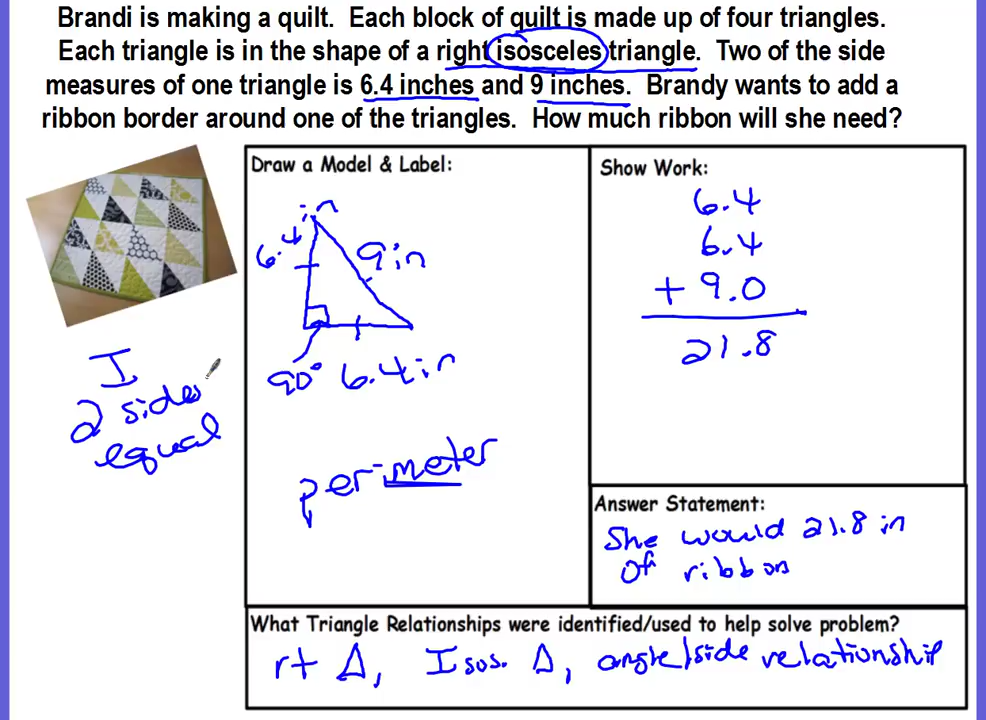 Brandi is making a quilt. Each block of quilt is made up of four triangles.
Each triangle is in the shape of a right isosceles triangle. Two of the side
measures of one triangle is 6.4 inches and 9 inches. Brandy wants to add a
ribbon border around one of the triangles. How much ribbon will she need?
Draw a Model & Label:
6.4 in
9 in
90° 6.4 in
perimeter
I
2 sides
equal
Show Work:
6.4
6.4
+ 9.0
21.8
Answer Statement:
She would 21.8 in
of ribbon
What Triangle Relationships were identified/used to help solve problem?
rt Δ, Isos. Δ, angle/side relationship